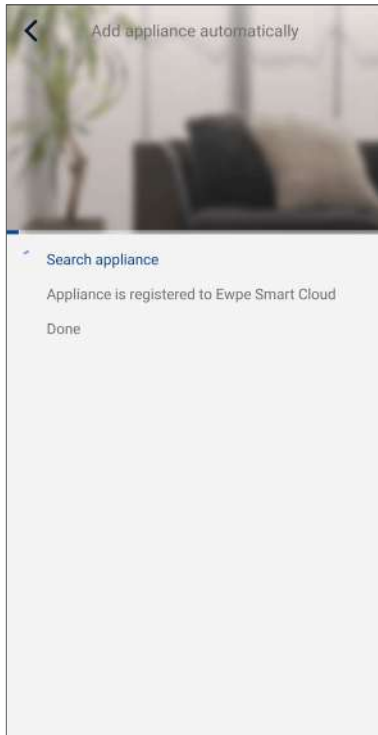 Add appliance automatically
Search appliance
Appliance is registered to Ewpe Smart Cloud
Done